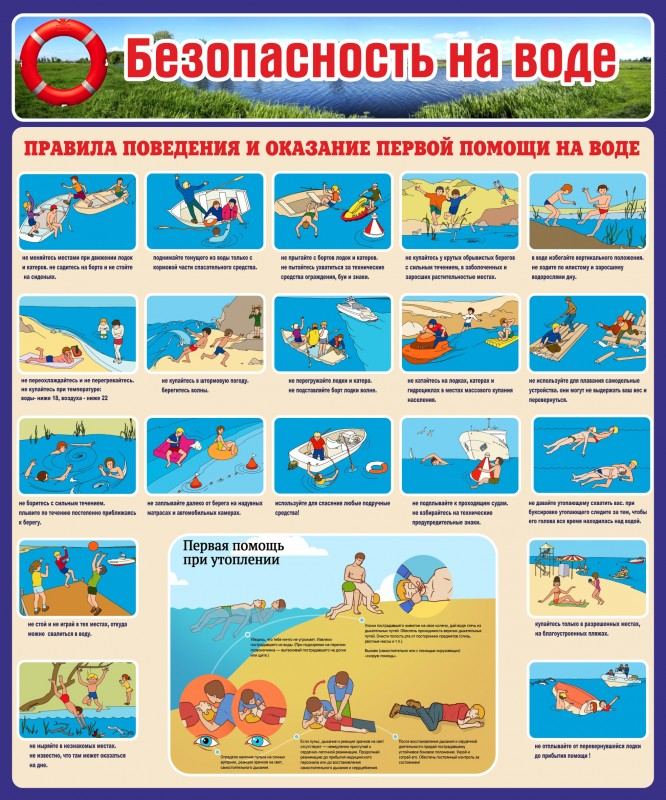 Безопасность на воде
ПРАВИЛА ПОВЕДЕНИЯ И ОКАЗАНИЕ ПЕРВОЙ ПОМОЩИ НА ВОДЕ
не меняйтесь местами при движении лодок
и катеров. не садитесь на борта и не стойте
на сиденьях.
поднимайте тонущего из воды только с
кормовой части спасательного средства.
не прыгайте с бортов лодок и катеров.
не пытайтесь ухватиться за технические
средства ограждения, буи и знаки.
не купайтесь у крутых обрывистых берегов
с сильным течением, в заболоченных и
заросших растительностью местах.
в воде избегайте вертикального положения.
не ходите по илистому и заросшему
водорослями дну.
не переохлаждайтесь и не перегревайтесь.
не купайтесь при температуре:
воды- ниже 18, воздуха - ниже 22
не купайтесь в штормовую погоду.
берегитесь волны.
не перегружайте лодки и катера.
не подставляйте борт лодки волне.
не катайтесь на лодках, катерах и
гидроциклах в местах массового купания
населения.
не используйте для плавания самодельные
устройства. они могут не выдержать ваш вес и
перевернуться.
не боритесь с сильным течением.
плывите по течению постепенно приближаясь
к берегу.
не заплывайте далеко от берега на надувных
матрасах и автомобильных камерах.
используйте для спасения любые подручные
средства!
не подплывайте к проходящим судам.
не взбирайтесь на технические
предупредительные знаки.
не давайте утопающему схватить вас. при
буксировке утопающего следите за тем, чтобы
его голова все время находилась над водой.
не стой и не играй в тех местах, откуда
можно свалиться в воду.
Первая помощь
при утоплении
купайтесь только в разрешенных местах,
на благоустроенных пляжах.
не ныряйте в незнакомых местах.
не известно, что там может оказаться
на дне.
не отплывайте от перевернувшейся лодки
до прибытия помощи !